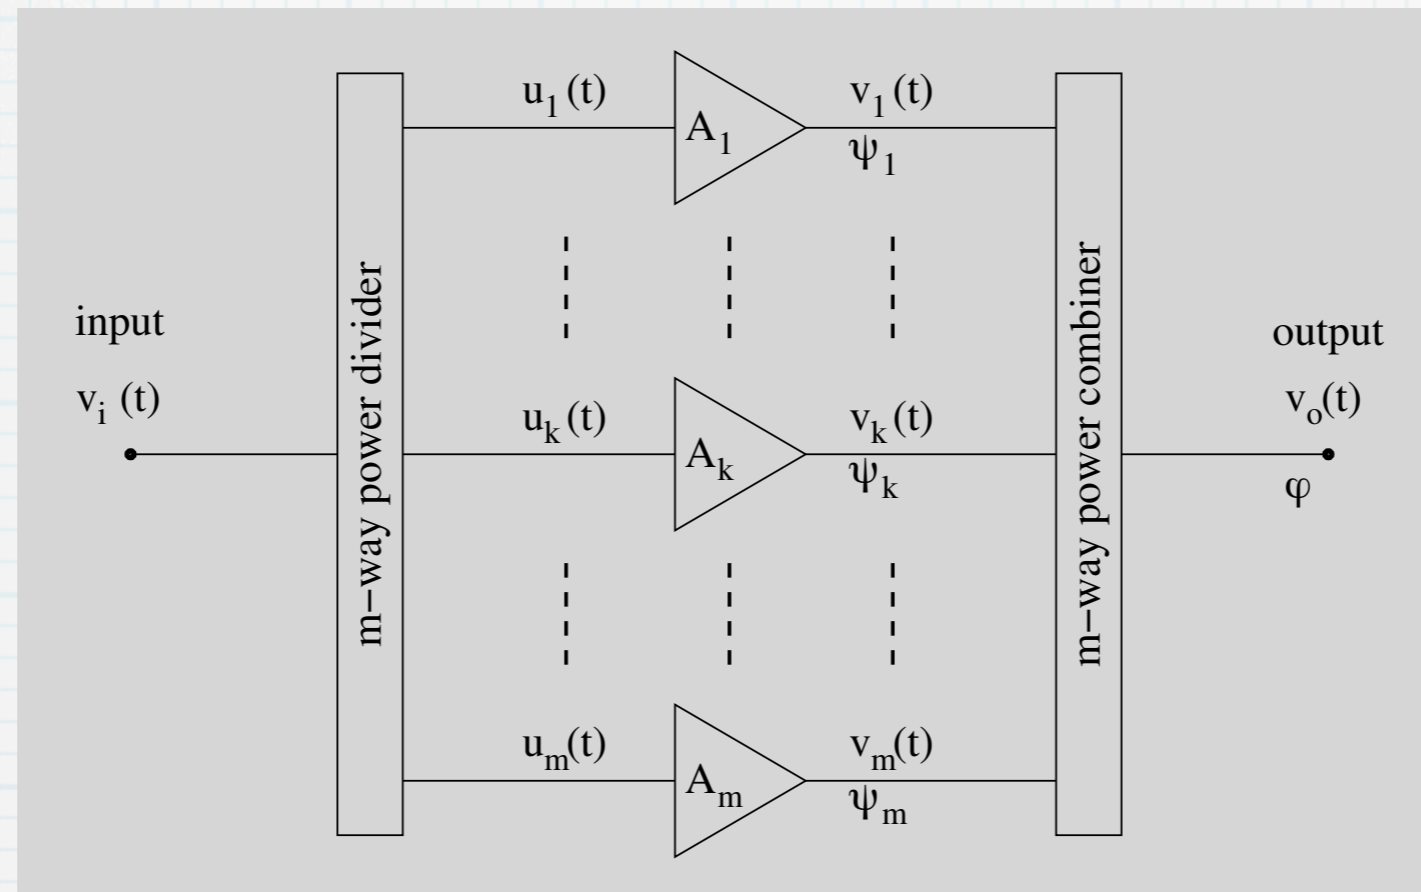 u₁(t)
A₁
v₁(t)
ψ₁
input
vᵢ (t)
m−way power divider
uₖ(t)
Aₖ
vₖ(t)
ψₖ
m−way power combiner
output
vₒ(t)
φ
uₘ(t)
Aₘ
vₘ(t)
ψₘ